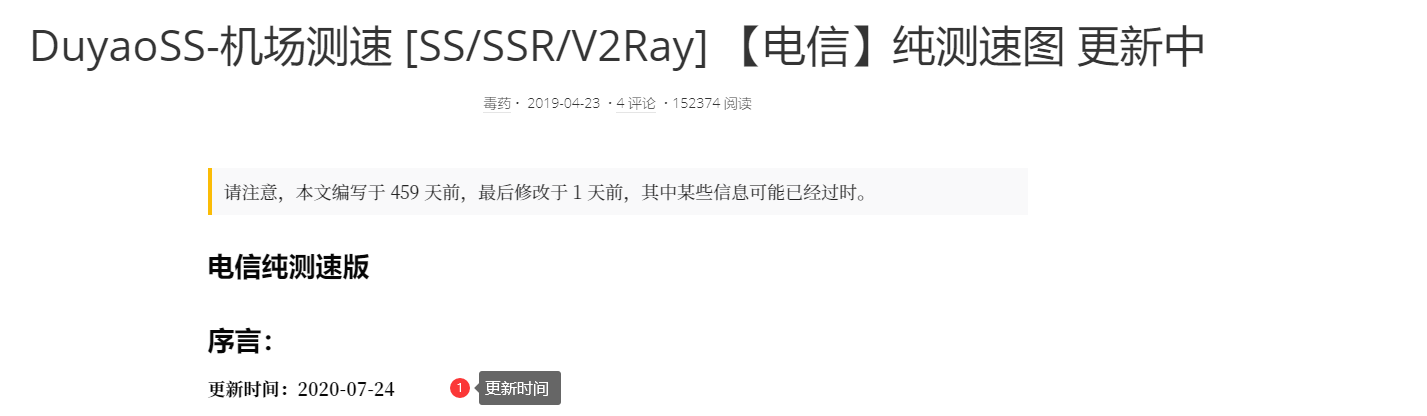 DuyaoSS-机场测速 [SS/SSR/V2Ray] 【电信】纯测速图 更新中
毒药 · 2019-04-23 · 4 评论 · 152374 阅读
请注意，本文编写于 459 天前，最后修改于 1 天前，其中某些信息可能已经过时。
电信纯测速版
序言：
更新时间：2020-07-24 1 更新时间